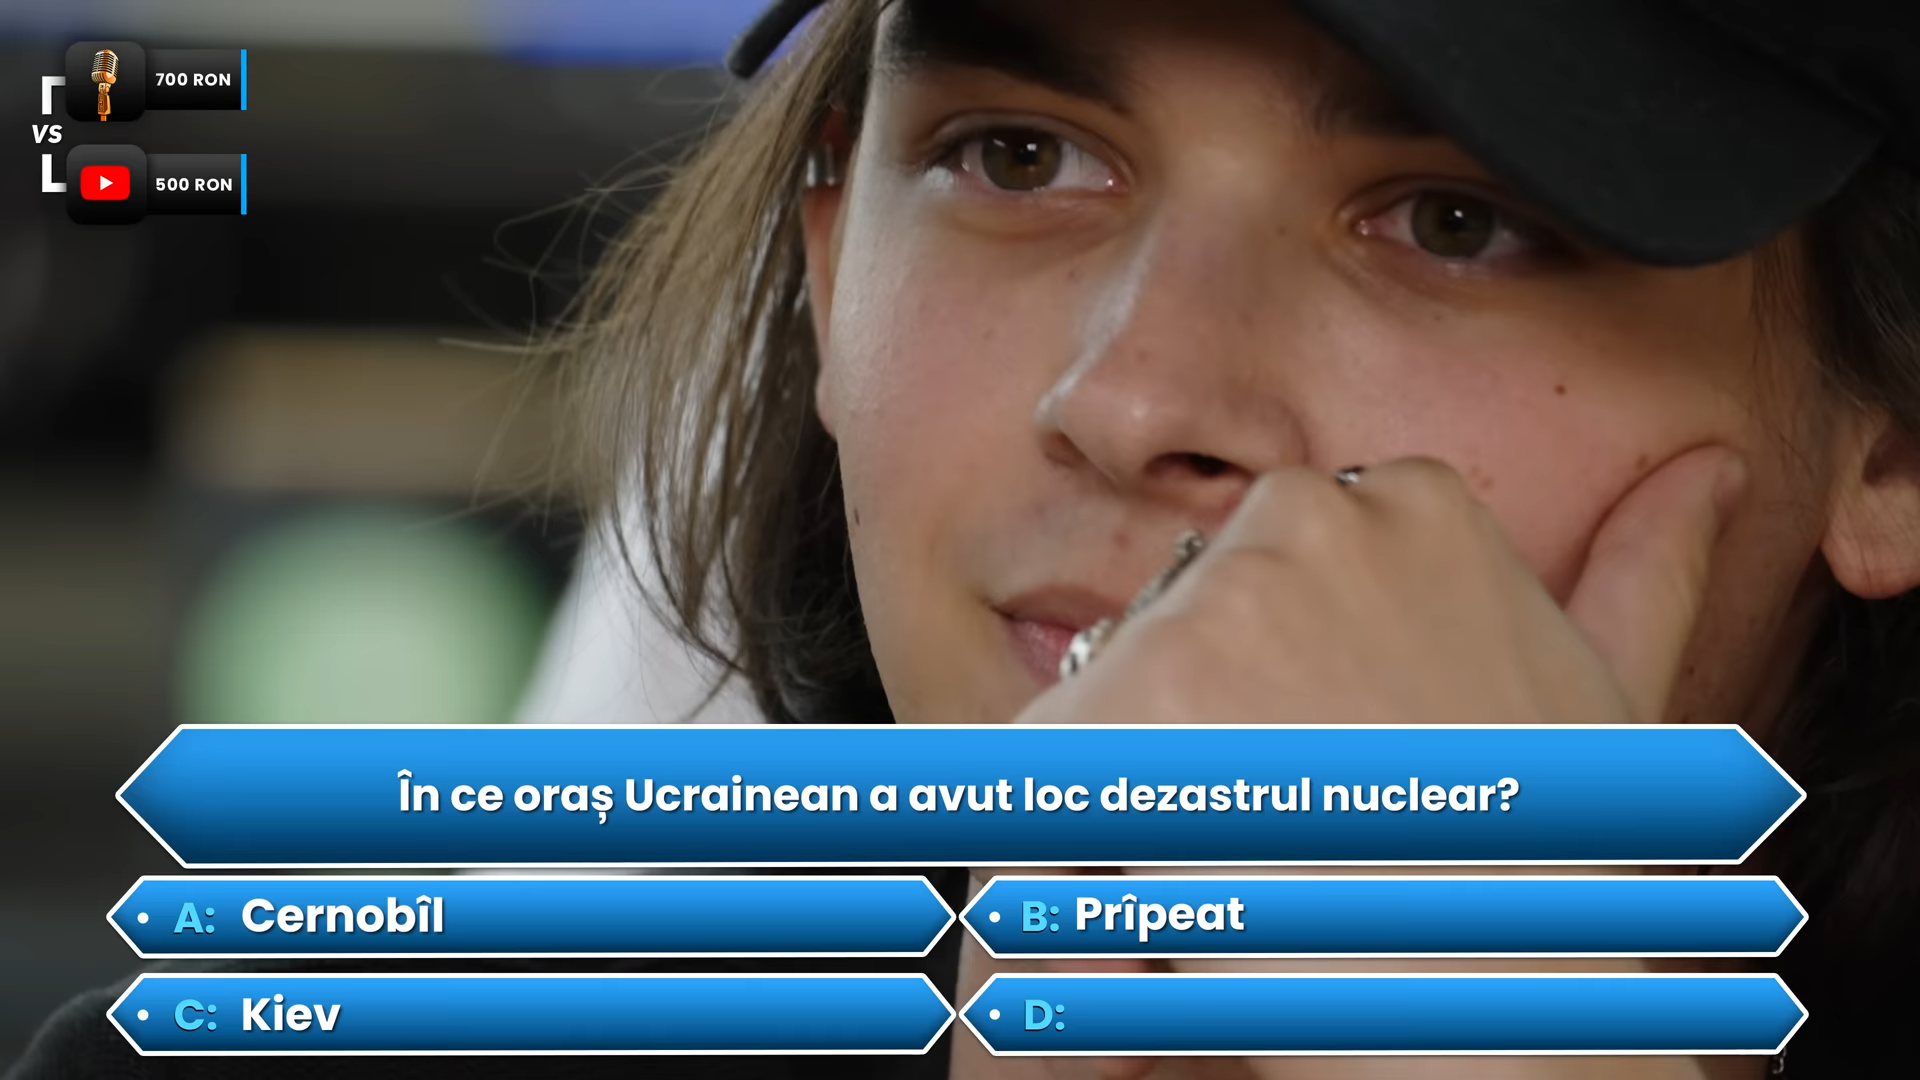 700 RON
VS
500 RON
În ce oraș Ucrainean a avut loc dezastrul nuclear?
A: Cernobîl
B: Prîpeat
C: Kiev
D: